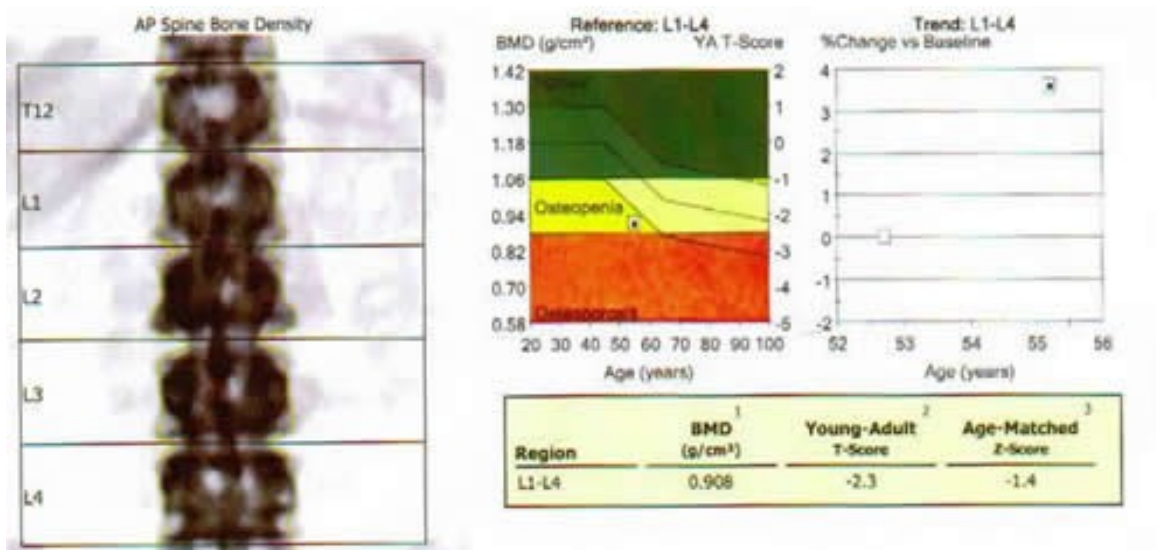 AP Spine Bone Density
T12
L1
L2
L3
L4
Reference: L1-L4
BMD (g/cm²) YA T-Score
1.42 2
1.30 1
1.18 0
1.06 -1
0.94 -2
0.82 -3
0.70 -4
0.58 -5
Osteopenia
Osteoporosis
20 30 40 50 60 70 80 90 100
Age (years)
Trend: L1-L4
%Change vs Baseline
4
3
2
1
0
-1
-2
52 53 54 55 56
Age (years)
1 2 3
BMD Young-Adult Age-Matched
Region (g/cm²) T-Score Z-Score
L1-L4 0.908 -2.3 -1.4